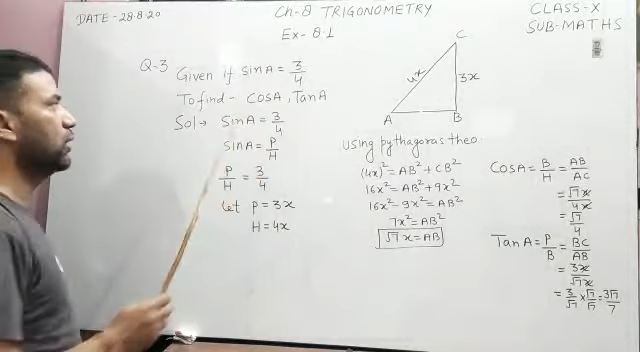 DATE - 28.8.20
Ch-8 TRIGONOMETRY
Ex- 8.1
CLASS-X
SUB-MATHS
Q-3 Given if sinA = 3/4
To find - CosA, TanA
Sol → SinA = 3/4
SinA = P/H
P/H = 3/4
Let P = 3x
H = 4x
C
4x
3x
A
B
using pythagoras theo
(4x)² = AB² + CB²
16x² = AB² + 9x²
16x² - 9x² = AB²
7x² = AB²
√7 x = AB
CosA = B/H = AB/AC
= √7x/4x
= √7/4
TanA = P/B = BC/AB
= 3x/√7x
= 3/√7 × √7/√7 = 3√7/7